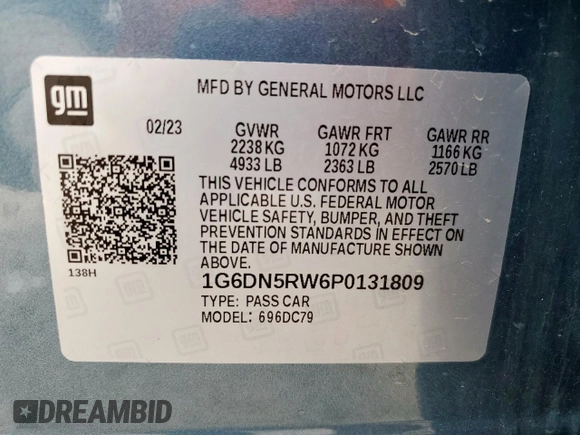 gm
MFD BY GENERAL MOTORS LLC
02/23 GVWR GAWR FRT GAWR RR
2238 KG 1072 KG 1166 KG
4933 LB 2363 LB 2570 LB
THIS VEHICLE CONFORMS TO ALL
APPLICABLE U.S. FEDERAL MOTOR
VEHICLE SAFETY, BUMPER, AND THEFT
PREVENTION STANDARDS IN EFFECT ON
THE DATE OF MANUFACTURE SHOWN
ABOVE.
138H
1G6DN5RW6P0131809
TYPE: PASS CAR
MODEL: 696DC79
DREAMBID